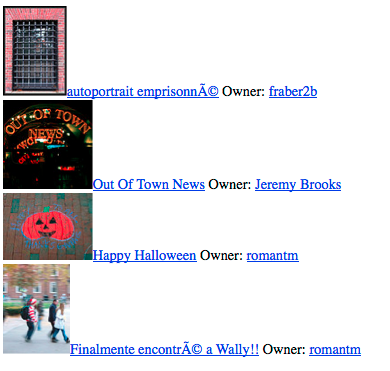 autoportrait emprisonnÃ© Owner: fraber2b
OUT OF TOWN
NEWS
Out Of Town News Owner: Jeremy Brooks
Happy Halloween Owner: romantm
Finalmente encontrÃ© a Wally!! Owner: romantm